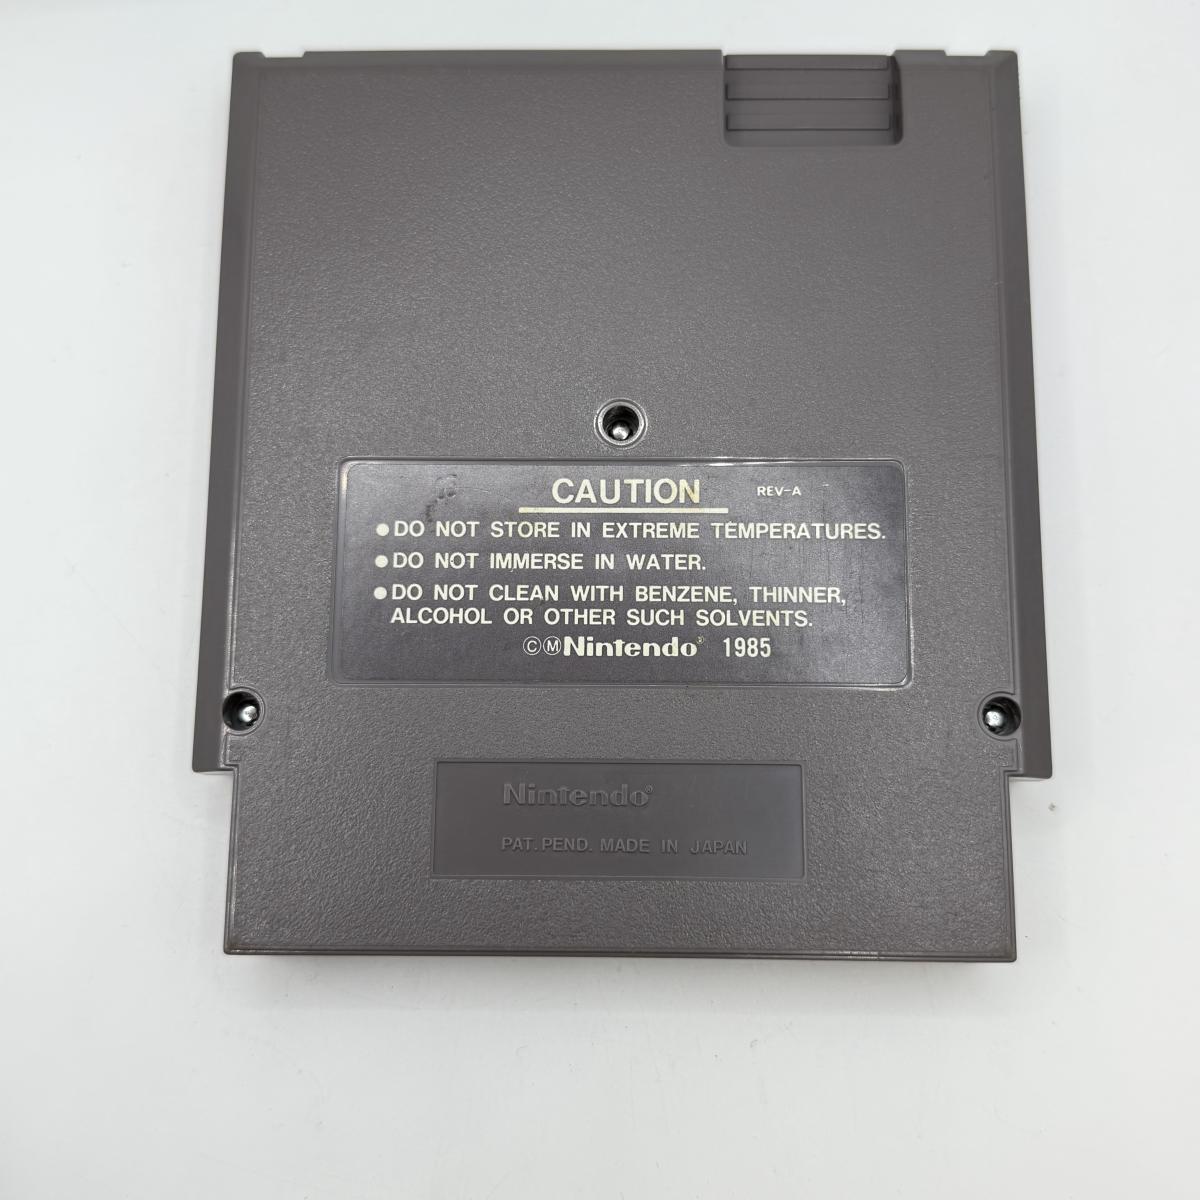 CAUTION REV-A
●DO NOT STORE IN EXTREME TEMPERATURES.
●DO NOT IMMERSE IN WATER.
●DO NOT CLEAN WITH BENZENE, THINNER,
ALCOHOL OR OTHER SUCH SOLVENTS.
ⒸⓂNintendo® 1985
Nintendo®
PAT. PEND. MADE IN JAPAN